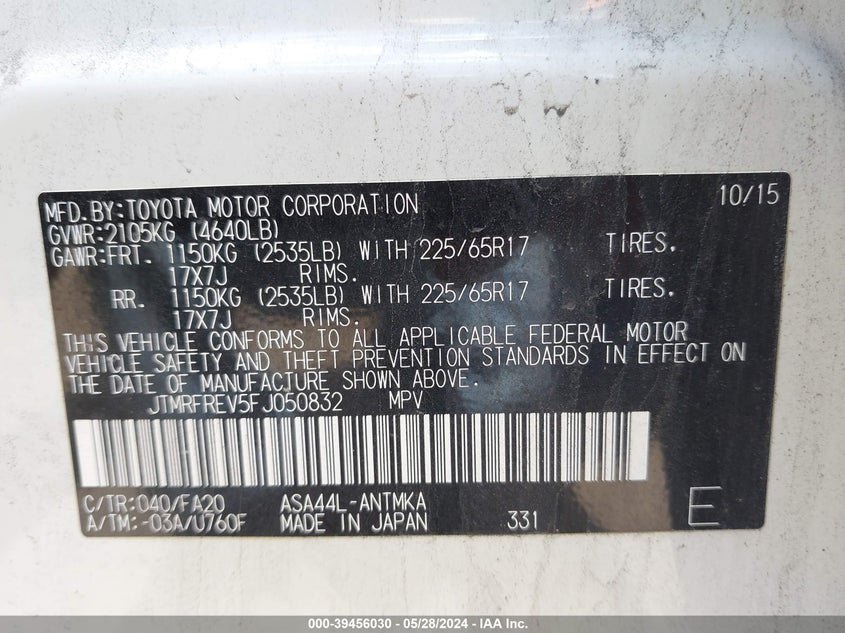 MFD.BY:TOYOTA MOTOR CORPORATION 10/15
GVWR:2105KG (4640LB)
GAWR:FRT. 1150KG (2535LB) WITH 225/65R17 TIRES.
17X7J RIMS.
RR. 1150KG (2535LB) WITH 225/65R17 TIRES.
17X7J RIMS.
THIS VEHICLE CONFORMS TO ALL APPLICABLE FEDERAL MOTOR
VEHICLE SAFETY AND THEFT PREVENTION STANDARDS IN EFFECT ON
THE DATE OF MANUFACTURE SHOWN ABOVE.
JTMRFREV5FJ050832 MPV
C/TR:040/FA20 ASA44L-ANTMKA
A/TM:-03A/U760F MADE IN JAPAN 331 E
000-39456030 - 05/28/2024 - IAA Inc.